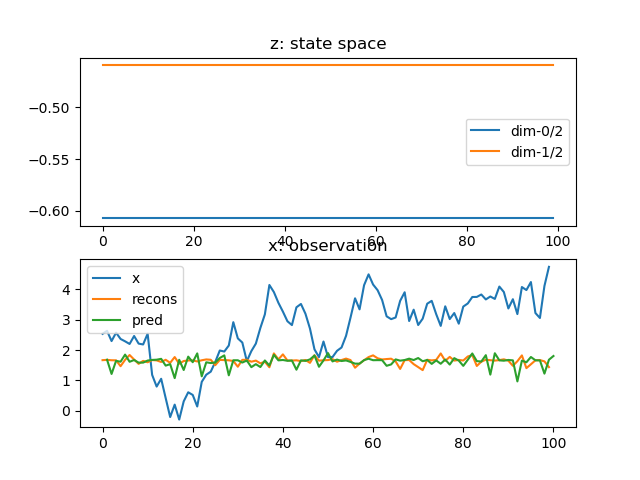 z: state space
−0.50
−0.55
−0.60
dim-0/2
dim-1/2
0 20 40 60 80 100
x: observation
4
3
2
1
0
x
recons
pred
0 20 40 60 80 100